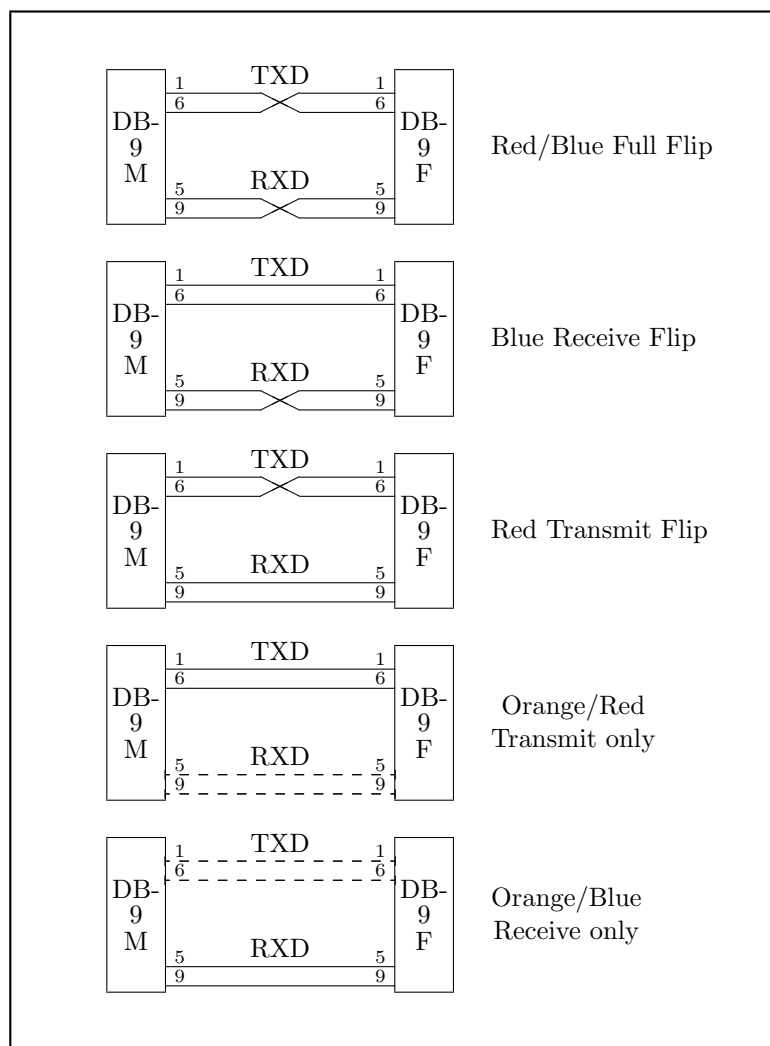 1 TXD 1
6 6
DB-
9
M
DB-
9
F
Red/Blue Full Flip
5 RXD 5
9 9
1 TXD 1
6 6
DB-
9
M
DB-
9
F
Blue Receive Flip
5 RXD 5
9 9
1 TXD 1
6 6
DB-
9
M
DB-
9
F
Red Transmit Flip
5 RXD 5
9 9
1 TXD 1
6 6
DB-
9
M
DB-
9
F
Orange/Red
Transmit only
5 RXD 5
9 9
1 TXD 1
6 6
DB-
9
M
DB-
9
F
Orange/Blue
Receive only
5 RXD 5
9 9